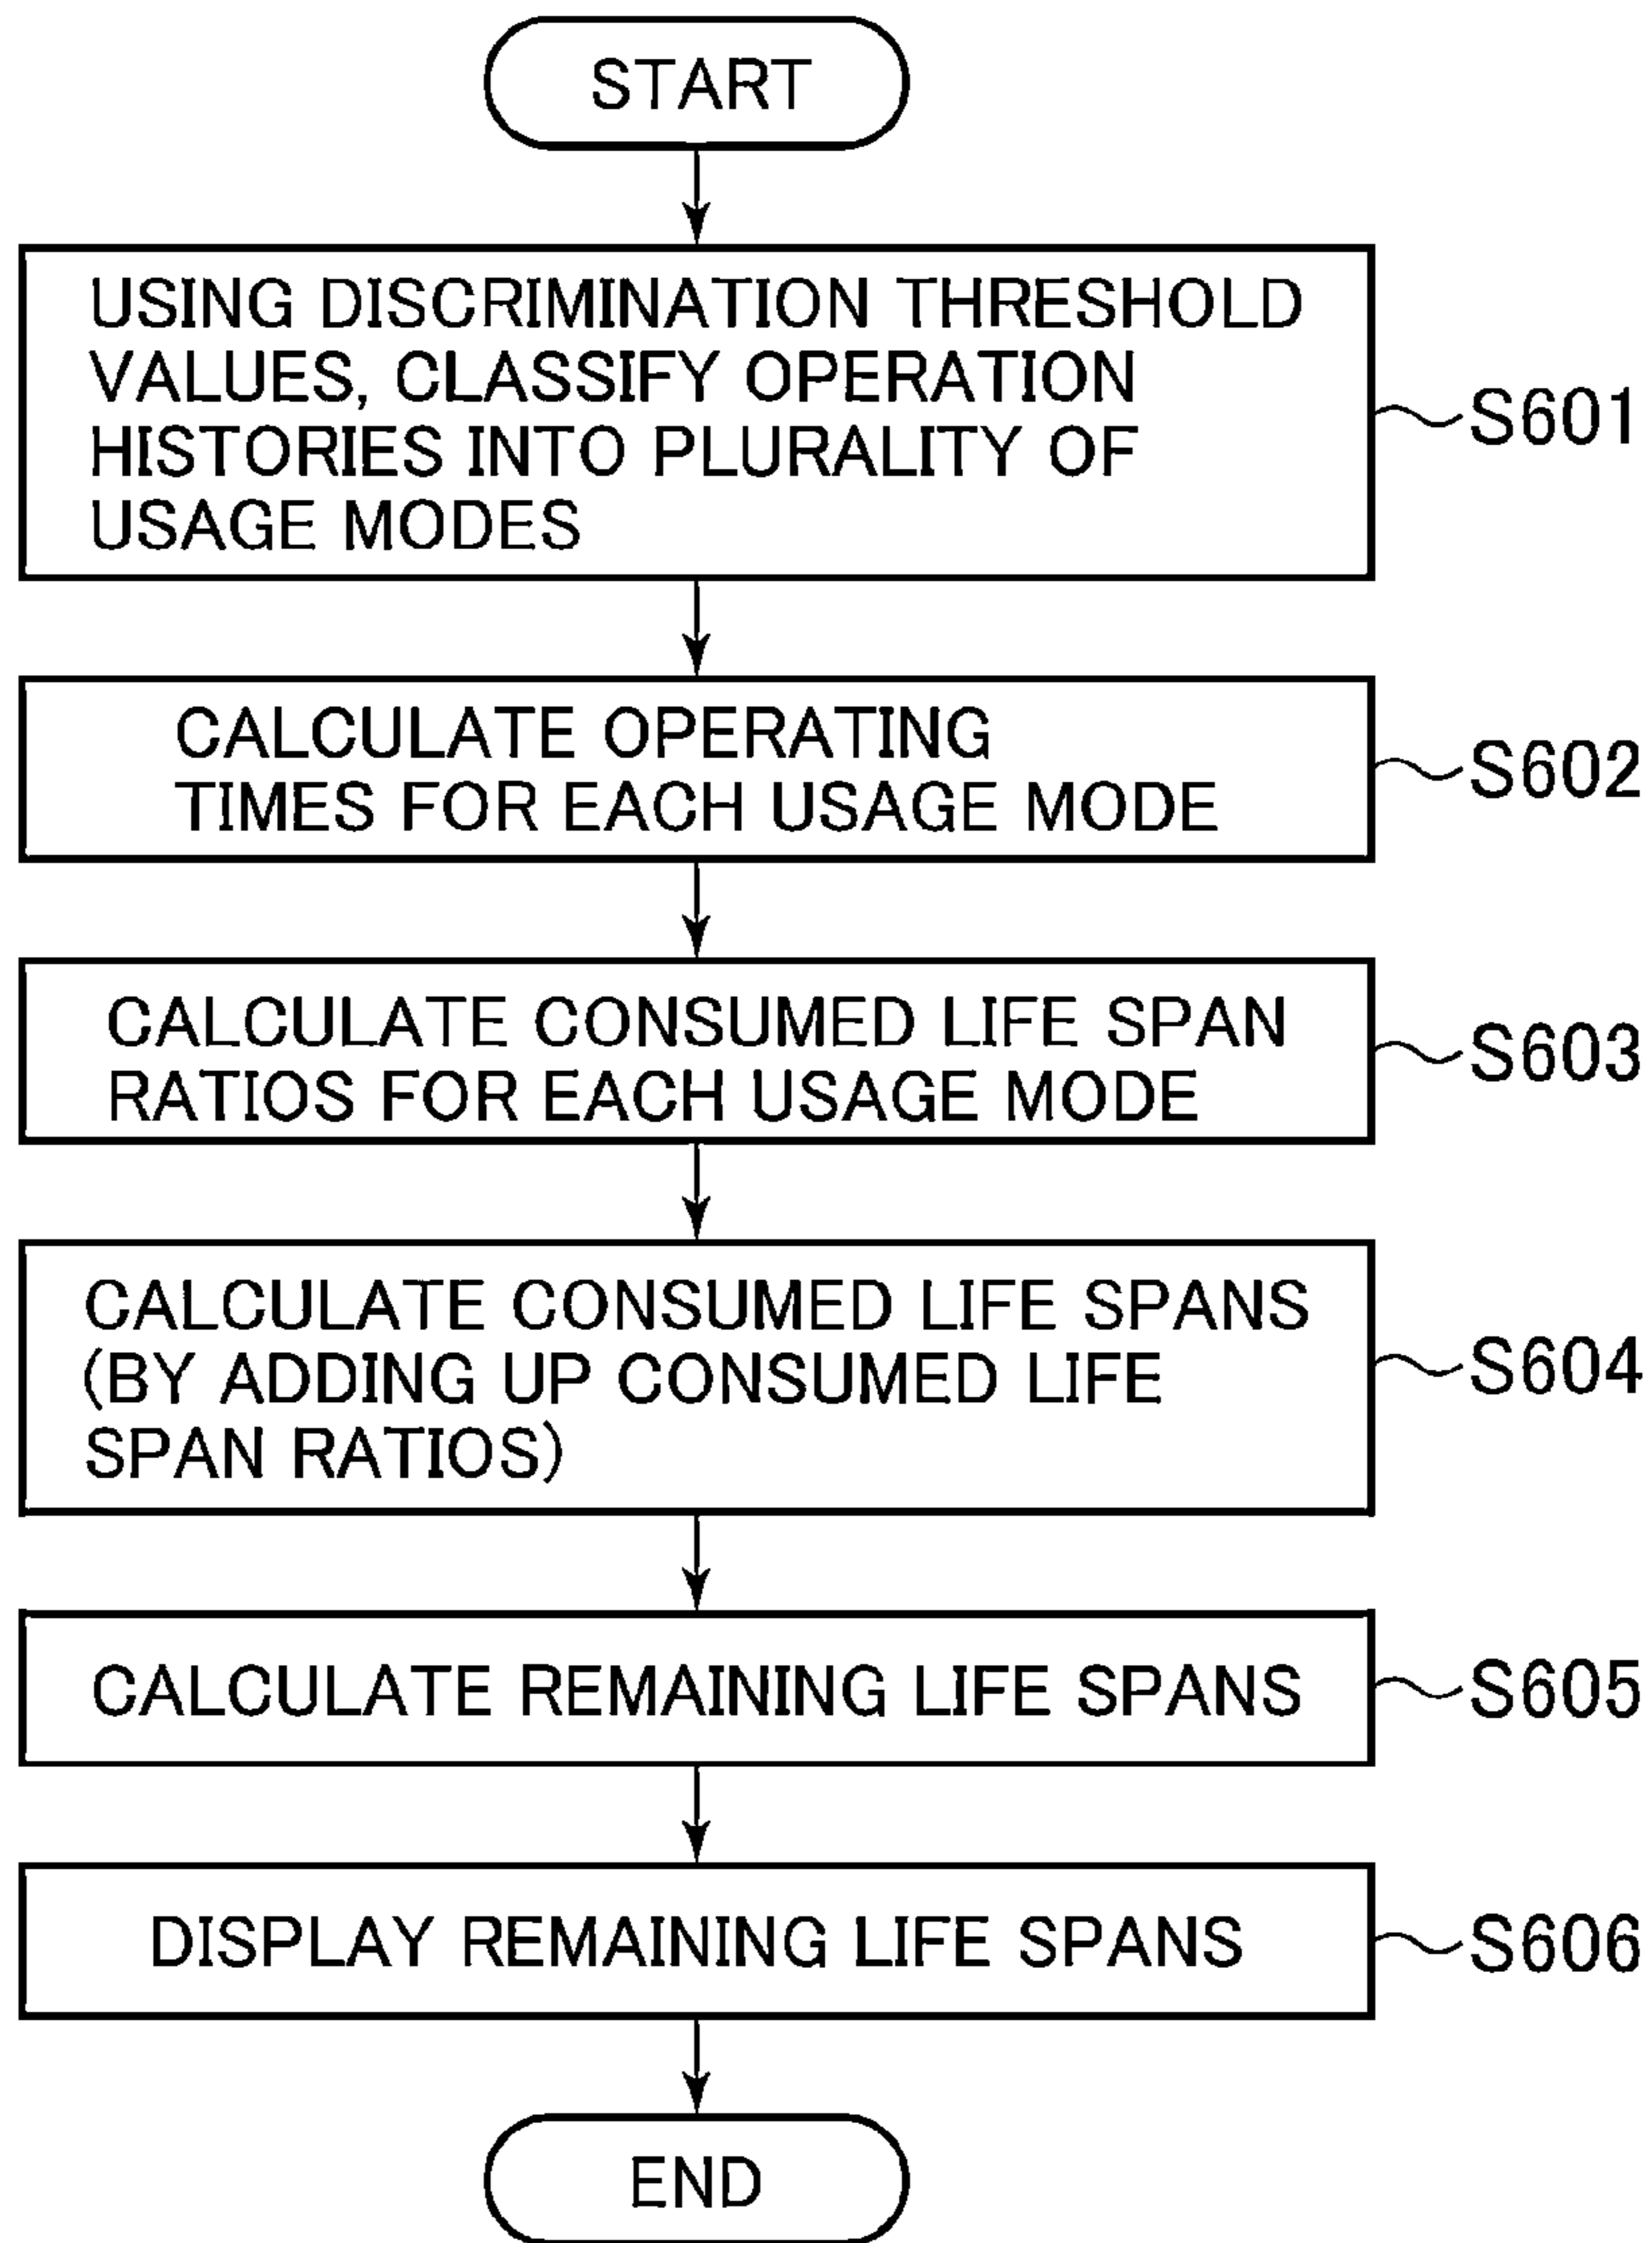 START
USING DISCRIMINATION THRESHOLD
VALUES, CLASSIFY OPERATION
HISTORIES INTO PLURALITY OF
USAGE MODES
S601
CALCULATE OPERATING
TIMES FOR EACH USAGE MODE
S602
CALCULATE CONSUMED LIFE SPAN
RATIOS FOR EACH USAGE MODE
S603
CALCULATE CONSUMED LIFE SPANS
(BY ADDING UP CONSUMED LIFE
SPAN RATIOS)
S604
CALCULATE REMAINING LIFE SPANS
S605
DISPLAY REMAINING LIFE SPANS
S606
END